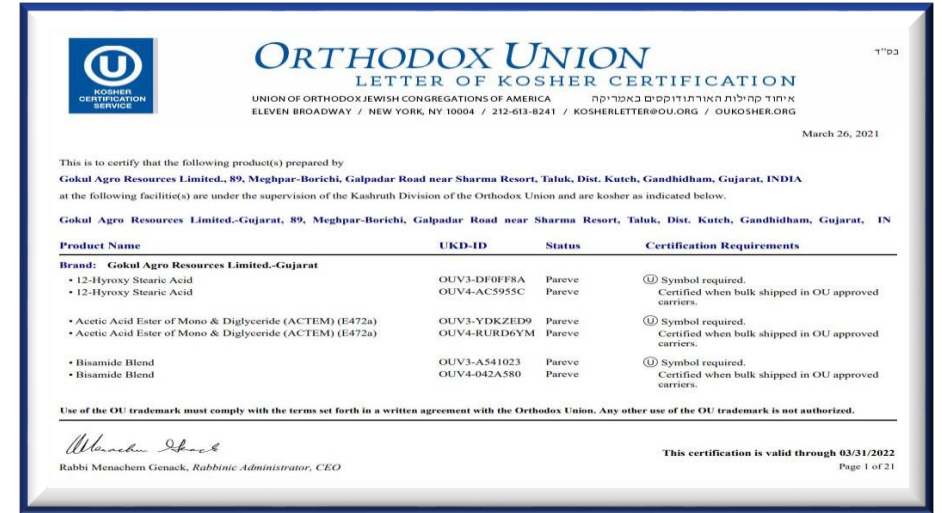 U
KOSHER
CERTIFICATION
SERVICE
ORTHODOX UNION
LETTER OF KOSHER CERTIFICATION
בס"ד
UNION OF ORTHODOX JEWISH CONGREGATIONS OF AMERICA איחוד קהילות האורתודוקסים באמריקה
ELEVEN BROADWAY / NEW YORK, NY 10004 / 212-613-8241 / KOSHERLETTER@OU.ORG / OUKOSHER.ORG
March 26, 2021
This is to certify that the following product(s) prepared by
Gokul Agro Resources Limited., 89, Meghpar-Borichi, Galpadar Road near Sharma Resort, Taluk, Dist. Kutch, Gandhidham, Gujarat, INDIA
at the following facilitie(s) are under the supervision of the Kashruth Division of the Orthodox Union and are kosher as indicated below.
Gokul Agro Resources Limited.-Gujarat, 89, Meghpar-Borichi, Galpadar Road near Sharma Resort, Taluk, Dist. Kutch, Gandhidham, Gujarat, IN
Product Name UKD-ID Status Certification Requirements
Brand: Gokul Agro Resources Limited.-Gujarat
• 12-Hyroxy Stearic Acid OUV3-DF0FF8A Pareve Ⓤ Symbol required.
• 12-Hyroxy Stearic Acid OUV4-AC5955C Pareve Certified when bulk shipped in OU approved
carriers.
• Acetic Acid Ester of Mono & Diglyceride (ACTEM) (E472a) OUV3-YDKZED9 Pareve Ⓤ Symbol required.
• Acetic Acid Ester of Mono & Diglyceride (ACTEM) (E472a) OUV4-RURD6YM Pareve Certified when bulk shipped in OU approved
carriers.
• Bisamide Blend OUV3-A541023 Pareve Ⓤ Symbol required.
• Bisamide Blend OUV4-042A580 Pareve Certified when bulk shipped in OU approved
carriers.
Use of the OU trademark must comply with the terms set forth in a written agreement with the Orthodox Union. Any other use of the OU trademark is not authorized.
Menachem Genack
Rabbi Menachem Genack, Rabbinic Administrator, CEO
This certification is valid through 03/31/2022
Page 1 of 21